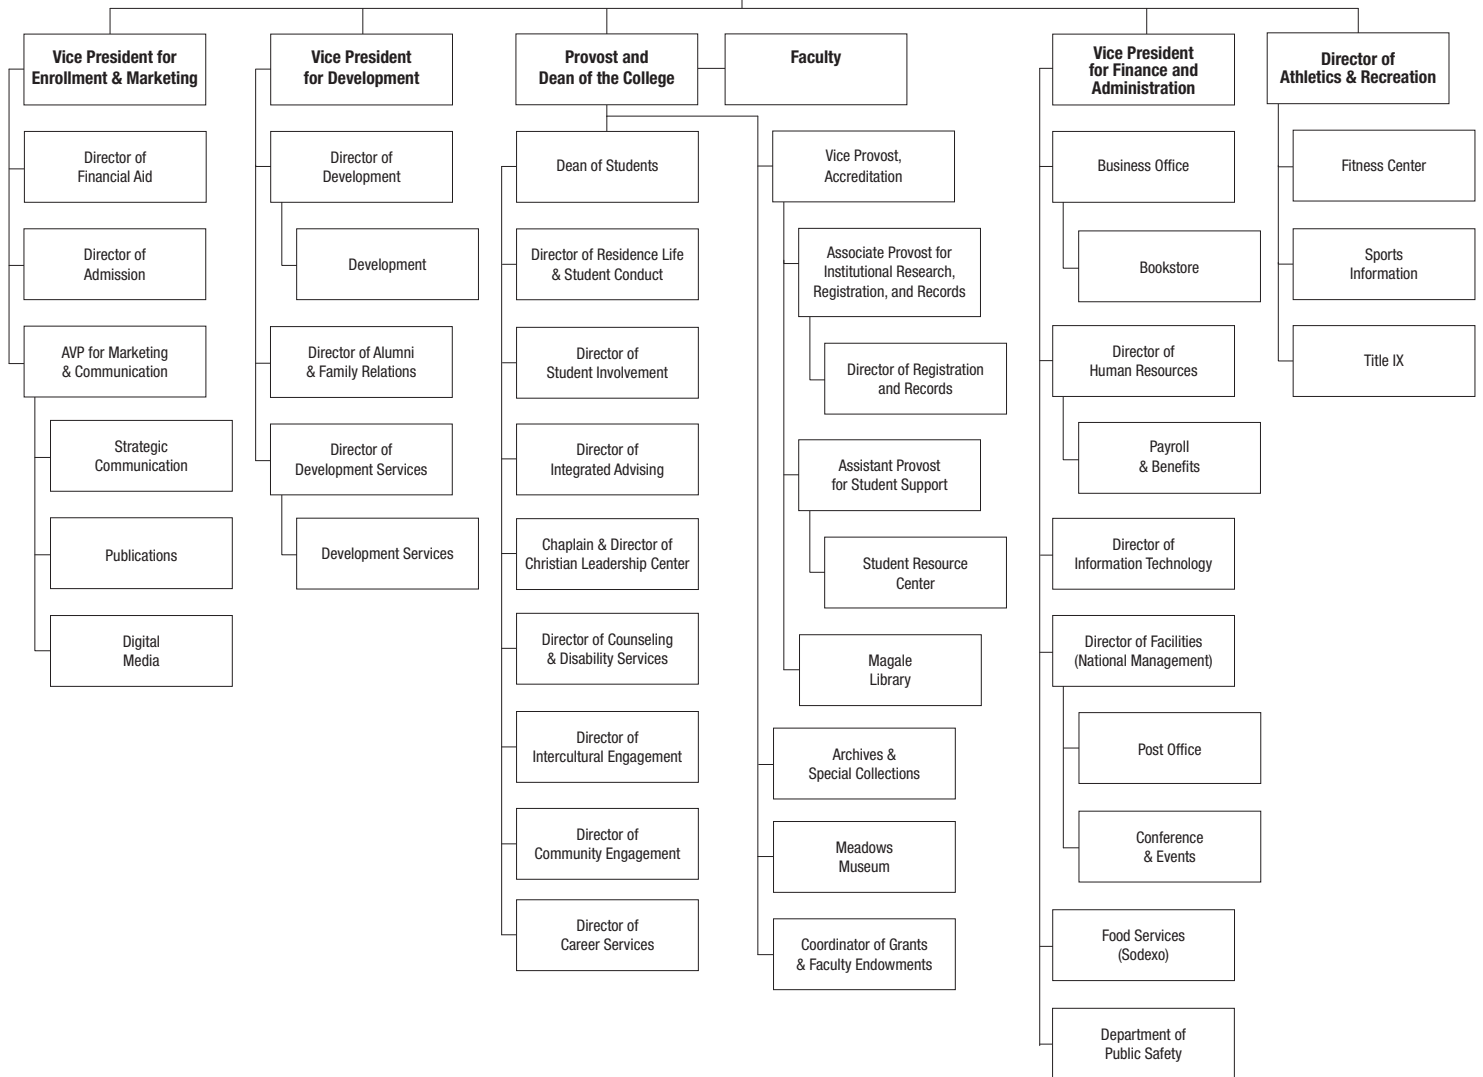 Vice President for
Enrollment & Marketing
Director of
Financial Aid
Director of
Admission
AVP for Marketing
& Communication
Strategic
Communication
Publications
Digital
Media
Vice President
for Development
Director of
Development
Development
Director of Alumni
& Family Relations
Director of
Development Services
Development Services
Provost and
Dean of the College
Faculty
Dean of Students
Director of Residence Life
& Student Conduct
Director of
Student Involvement
Director of
Integrated Advising
Chaplain & Director of
Christian Leadership Center
Director of Counseling
& Disability Services
Director of
Intercultural Engagement
Director of
Community Engagement
Director of
Career Services
Vice Provost,
Accreditation
Associate Provost for
Institutional Research,
Registration, and Records
Director of Registration
and Records
Assistant Provost
for Student Support
Student Resource
Center
Magale
Library
Archives &
Special Collections
Meadows
Museum
Coordinator of Grants
& Faculty Endowments
Vice President
for Finance and
Administration
Business Office
Bookstore
Director of
Human Resources
Payroll
& Benefits
Director of
Information Technology
Director of Facilities
(National Management)
Post Office
Conference
& Events
Food Services
(Sodexo)
Department of
Public Safety
Director of
Athletics & Recreation
Fitness Center
Sports
Information
Title IX